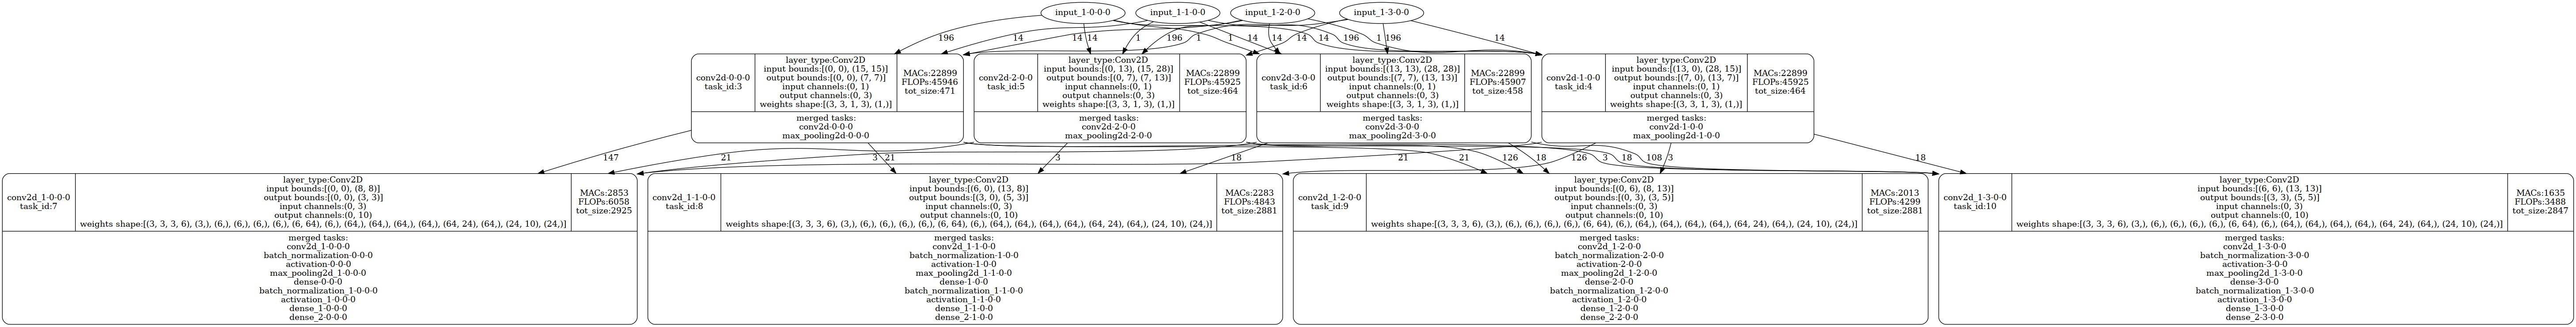 input_1-0-0-0
input_1-1-0-0
input_1-2-0-0
input_1-3-0-0
196
14
14
1
196
1
14
14
14
14
196
1
196
14
conv2d-0-0-0
task_id:3
layer_type:Conv2D
input bounds:[(0, 0), (15, 15)]
output bounds:[(0, 0), (7, 7)]
input channels:(0, 1)
output channels:(0, 3)
weights shape:[(3, 3, 1, 3), (1,)]
MACs:22899
FLOPs:45946
tot_size:471
merged tasks:
conv2d-0-0-0
max_pooling2d-0-0-0
conv2d-2-0-0
task_id:5
layer_type:Conv2D
input bounds:[(0, 13), (15, 28)]
output bounds:[(0, 7), (7, 13)]
input channels:(0, 1)
output channels:(0, 3)
weights shape:[(3, 3, 1, 3), (1,)]
MACs:22899
FLOPs:45925
tot_size:464
merged tasks:
conv2d-2-0-0
max_pooling2d-2-0-0
conv2d-3-0-0
task_id:6
layer_type:Conv2D
input bounds:[(13, 13), (28, 28)]
output bounds:[(7, 7), (13, 13)]
input channels:(0, 1)
output channels:(0, 3)
weights shape:[(3, 3, 1, 3), (1,)]
MACs:22899
FLOPs:45907
tot_size:458
merged tasks:
conv2d-3-0-0
max_pooling2d-3-0-0
conv2d-1-0-0
task_id:4
layer_type:Conv2D
input bounds:[(13, 0), (28, 15)]
output bounds:[(7, 0), (13, 7)]
input channels:(0, 1)
output channels:(0, 3)
weights shape:[(3, 3, 1, 3), (1,)]
MACs:22899
FLOPs:45925
tot_size:464
merged tasks:
conv2d-1-0-0
max_pooling2d-1-0-0
147
21
3
21
3
18
21
21
126
18
126
3
18
108
3
18
conv2d_1-0-0-0
task_id:7
layer_type:Conv2D
input bounds:[(0, 0), (8, 8)]
output bounds:[(0, 0), (3, 3)]
input channels:(0, 3)
output channels:(0, 10)
weights shape:[(3, 3, 3, 6), (3,), (6,), (6,), (6,), (6,), (6, 64), (6,), (64,), (64,), (64,), (64,), (64, 24), (64,), (24, 10), (24,)]
MACs:2853
FLOPs:6058
tot_size:2925
merged tasks:
conv2d_1-0-0-0
batch_normalization-0-0-0
activation-0-0-0
max_pooling2d_1-0-0-0
dense-0-0-0
batch_normalization_1-0-0-0
activation_1-0-0-0
dense_1-0-0-0
dense_2-0-0-0
conv2d_1-1-0-0
task_id:8
layer_type:Conv2D
input bounds:[(6, 0), (13, 8)]
output bounds:[(3, 0), (5, 3)]
input channels:(0, 3)
output channels:(0, 10)
weights shape:[(3, 3, 3, 6), (3,), (6,), (6,), (6,), (6,), (6, 64), (6,), (64,), (64,), (64,), (64,), (64, 24), (64,), (24, 10), (24,)]
MACs:2283
FLOPs:4843
tot_size:2881
merged tasks:
conv2d_1-1-0-0
batch_normalization-1-0-0
activation-1-0-0
max_pooling2d_1-1-0-0
dense-1-0-0
batch_normalization_1-1-0-0
activation_1-1-0-0
dense_1-1-0-0
dense_2-1-0-0
conv2d_1-2-0-0
task_id:9
layer_type:Conv2D
input bounds:[(0, 6), (8, 13)]
output bounds:[(0, 3), (3, 5)]
input channels:(0, 3)
output channels:(0, 10)
weights shape:[(3, 3, 3, 6), (3,), (6,), (6,), (6,), (6,), (6, 64), (6,), (64,), (64,), (64,), (64,), (64, 24), (64,), (24, 10), (24,)]
MACs:2013
FLOPs:4299
tot_size:2881
merged tasks:
conv2d_1-2-0-0
batch_normalization-2-0-0
activation-2-0-0
max_pooling2d_1-2-0-0
dense-2-0-0
batch_normalization_1-2-0-0
activation_1-2-0-0
dense_1-2-0-0
dense_2-2-0-0
conv2d_1-3-0-0
task_id:10
layer_type:Conv2D
input bounds:[(6, 6), (13, 13)]
output bounds:[(3, 3), (5, 5)]
input channels:(0, 3)
output channels:(0, 10)
weights shape:[(3, 3, 3, 6), (3,), (6,), (6,), (6,), (6,), (6, 64), (6,), (64,), (64,), (64,), (64,), (64, 24), (64,), (24, 10), (24,)]
MACs:1635
FLOPs:3488
tot_size:2847
merged tasks:
conv2d_1-3-0-0
batch_normalization-3-0-0
activation-3-0-0
max_pooling2d_1-3-0-0
dense-3-0-0
batch_normalization_1-3-0-0
activation_1-3-0-0
dense_1-3-0-0
dense_2-3-0-0